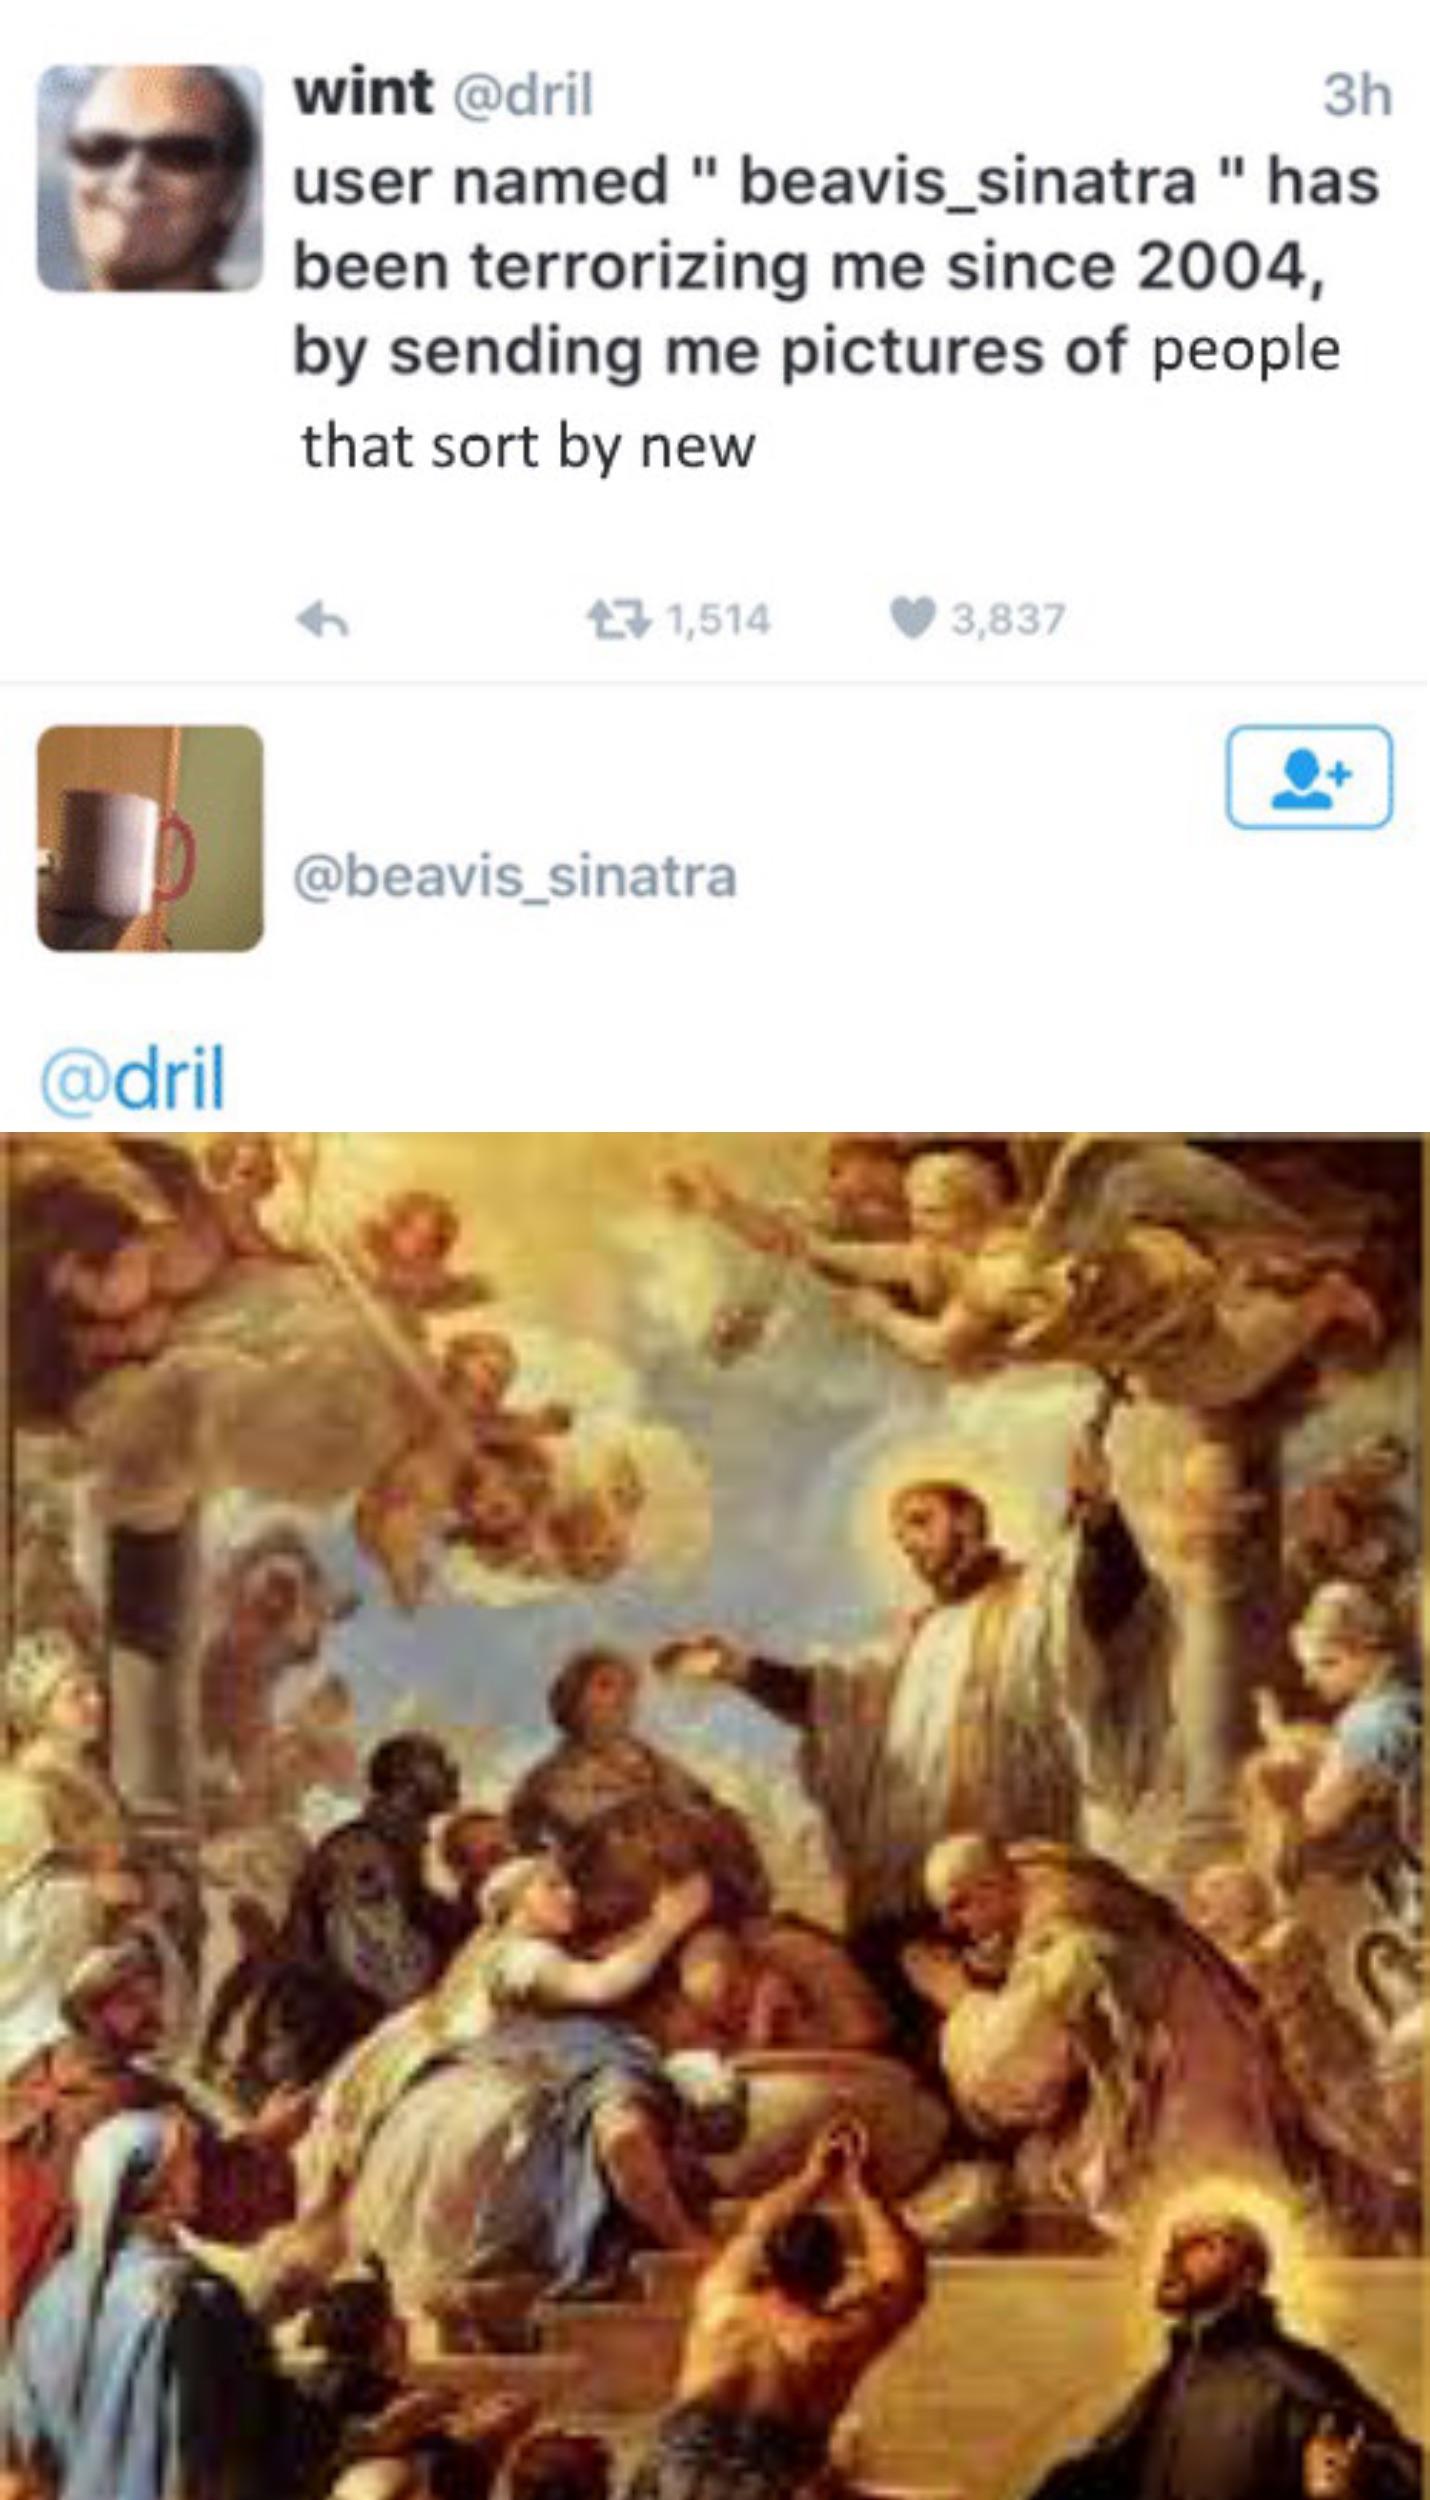 wint @dril 3h
user named " beavis_sinatra " has
been terrorizing me since 2004,
by sending me pictures of people
that sort by new
1,514 3,837
@beavis_sinatra
@dril